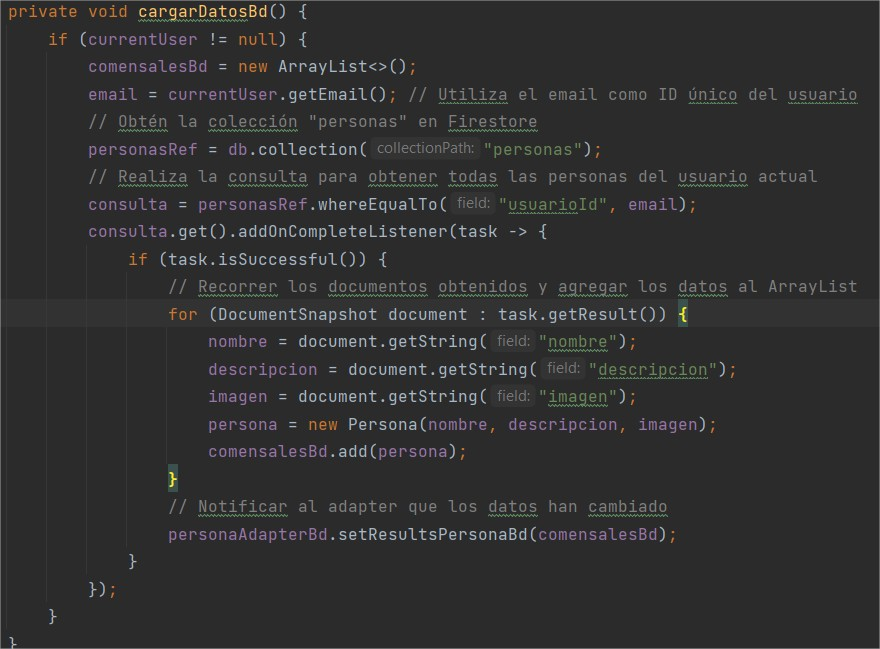 private void cargarDatosBd() {
if (currentUser != null) {
comensalesBd = new ArrayList<>();
email = currentUser.getEmail(); // Utiliza el email como ID único del usuario
// Obtén la colección "personas" en Firestore
personasRef = db.collection( collectionPath: "personas");
// Realiza la consulta para obtener todas las personas del usuario actual
consulta = personasRef.whereEqualTo( field: "usuarioId", email);
consulta.get().addOnCompleteListener(task -> {
if (task.isSuccessful()) {
// Recorrer los documentos obtenidos y agregar los datos al ArrayList
for (DocumentSnapshot document : task.getResult()) {
nombre = document.getString( field: "nombre");
descripcion = document.getString( field: "descripcion");
imagen = document.getString( field: "imagen");
persona = new Persona(nombre, descripcion, imagen);
comensalesBd.add(persona);
}
// Notificar al adapter que los datos han cambiado
personaAdapterBd.setResultsPersonaBd(comensalesBd);
}
});
}
}